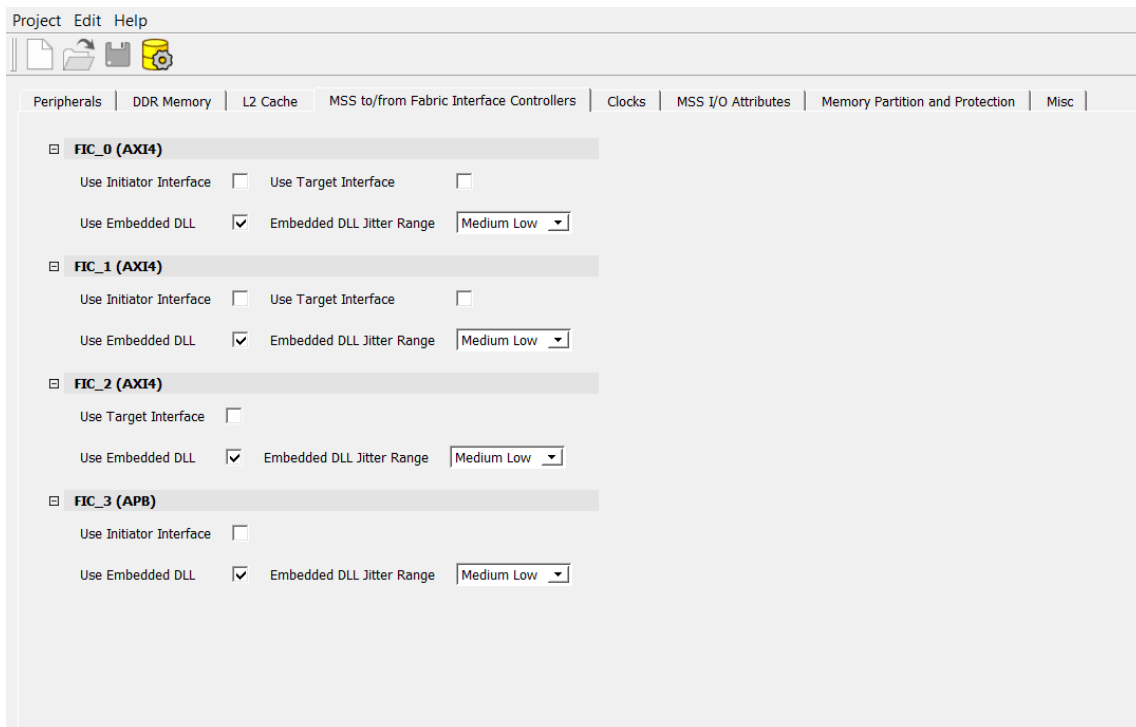 Project Edit Help
Peripherals DDR Memory L2 Cache MSS to/from Fabric Interface Controllers Clocks MSS I/O Attributes Memory Partition and Protection Misc
FIC_0 (AXI4)
Use Initiator Interface Use Target Interface
Use Embedded DLL Embedded DLL Jitter Range Medium Low
FIC_1 (AXI4)
Use Initiator Interface Use Target Interface
Use Embedded DLL Embedded DLL Jitter Range Medium Low
FIC_2 (AXI4)
Use Target Interface
Use Embedded DLL Embedded DLL Jitter Range Medium Low
FIC_3 (APB)
Use Initiator Interface
Use Embedded DLL Embedded DLL Jitter Range Medium Low